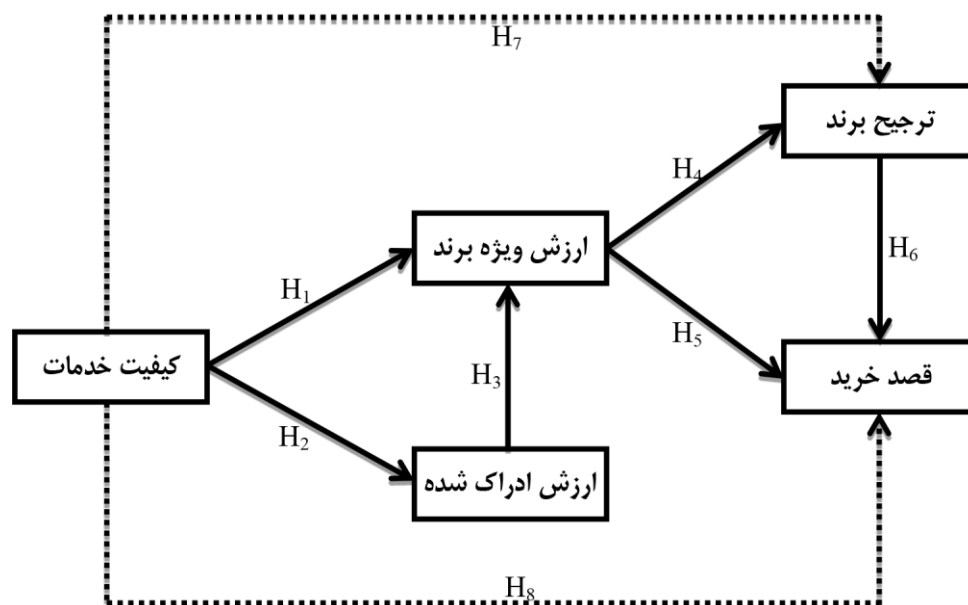 H₇
ترجیح برند
H₄
ارزش ویژه برند
H₆
H₁
کیفیت خدمات
H₅
قصد خرید
H₃
H₂
ارزش ادراک شده
H₈